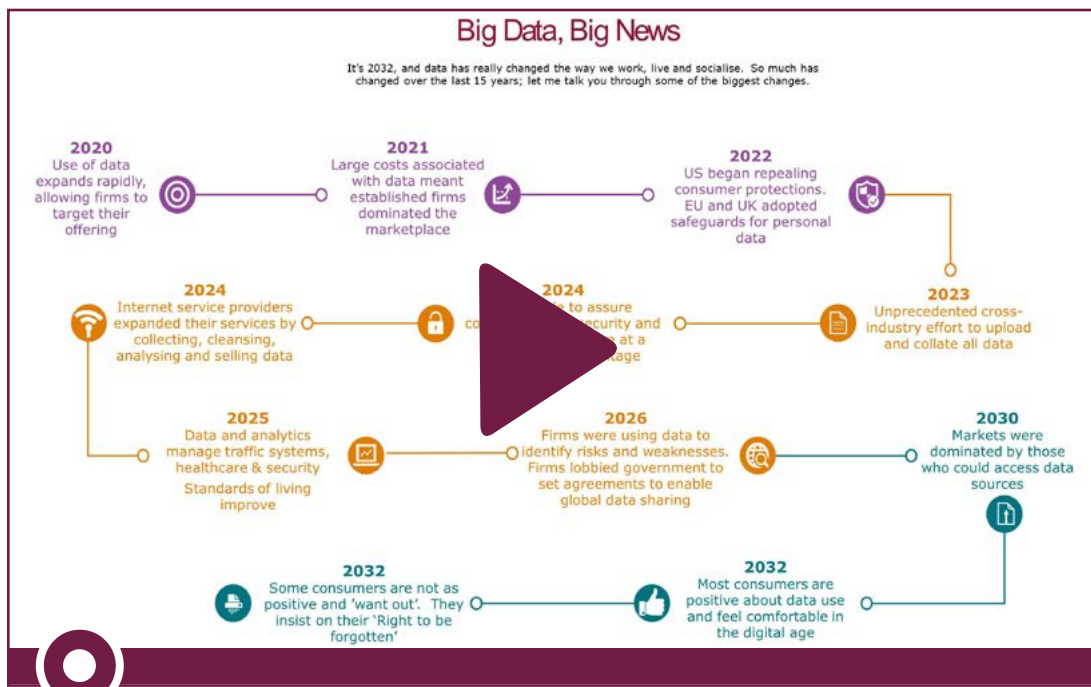 Big Data, Big News
It's 2032, and data has really changed the way we work, live and socialise. So much has
changed over the last 15 years; let me talk you through some of the biggest changes.
2020
Use of data
expands rapidly,
allowing firms to
target their
offering
2021
Large costs associated
with data meant
established firms
dominated the
marketplace
2022
US began repealing
consumer protections.
EU and UK adopted
safeguards for personal
data
2023
Unprecedented cross-
industry effort to upload
and collate all data
2024
to assure
security and
at a
2024
Internet service providers
expanded their services by
collecting, cleansing,
analysing and selling data
2025
Data and analytics
manage traffic systems,
healthcare & security
Standards of living
improve
2026
Firms were using data to
identify risks and weaknesses.
Firms lobbied government to
set agreements to enable
global data sharing
2030
Markets were
dominated by those
who could access data
sources
2032
Most consumers are
positive about data use
and feel comfortable in
the digital age
2032
Some consumers are not as
positive and 'want out'. They
insist on their 'Right to be
forgotten'